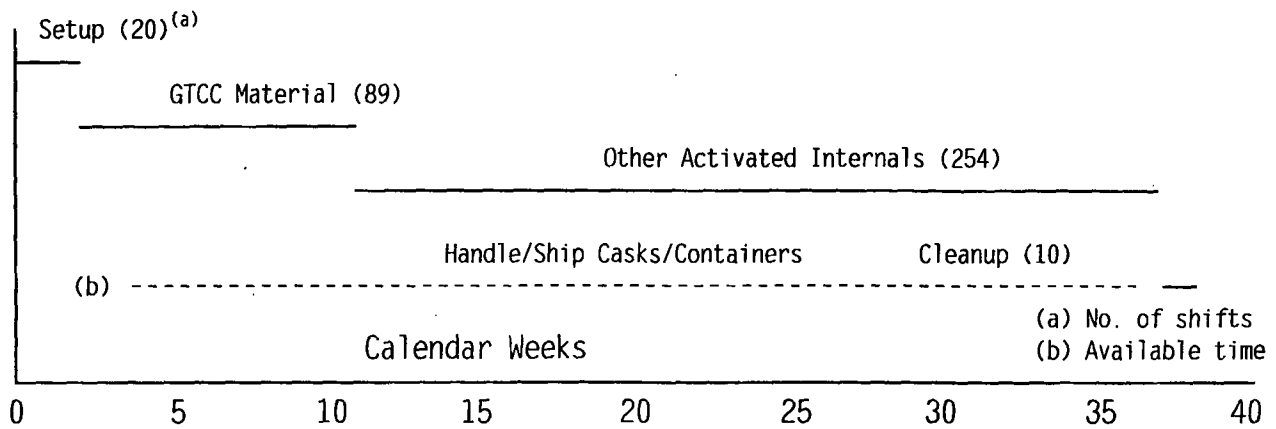 Setup (20)(a)
GTCC Material (89)
Other Activated Internals (254)
Handle/Ship Casks/Containers Cleanup (10)
(b)
(a) No. of shifts
(b) Available time
Calendar Weeks
0 5 10 15 20 25 30 35 40